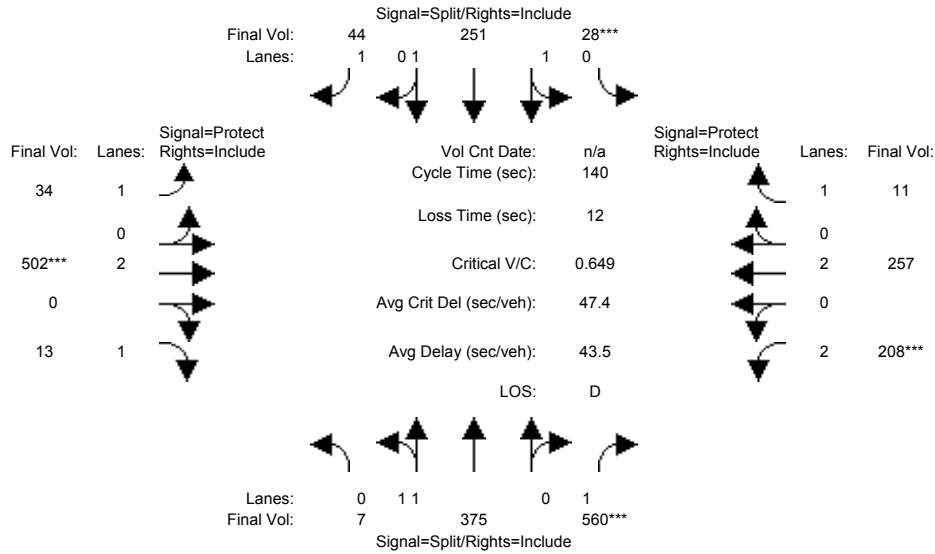 Signal=Split/Rights=Include
Final Vol: 44 251 28***
Lanes: 1 0 1 1 0
Signal=Protect Signal=Protect
Final Vol: Lanes: Rights=Include Vol Cnt Date: n/a Rights=Include Lanes: Final Vol:
Cycle Time (sec): 140
34 1 1 11
Loss Time (sec): 12
0 0
502*** 2 Critical V/C: 0.649 2 257
0 Avg Crit Del (sec/veh): 47.4 0
13 1 Avg Delay (sec/veh): 43.5 2 208***
LOS: D
Lanes: 0 1 1 0 1
Final Vol: 7 375 560***
Signal=Split/Rights=Include